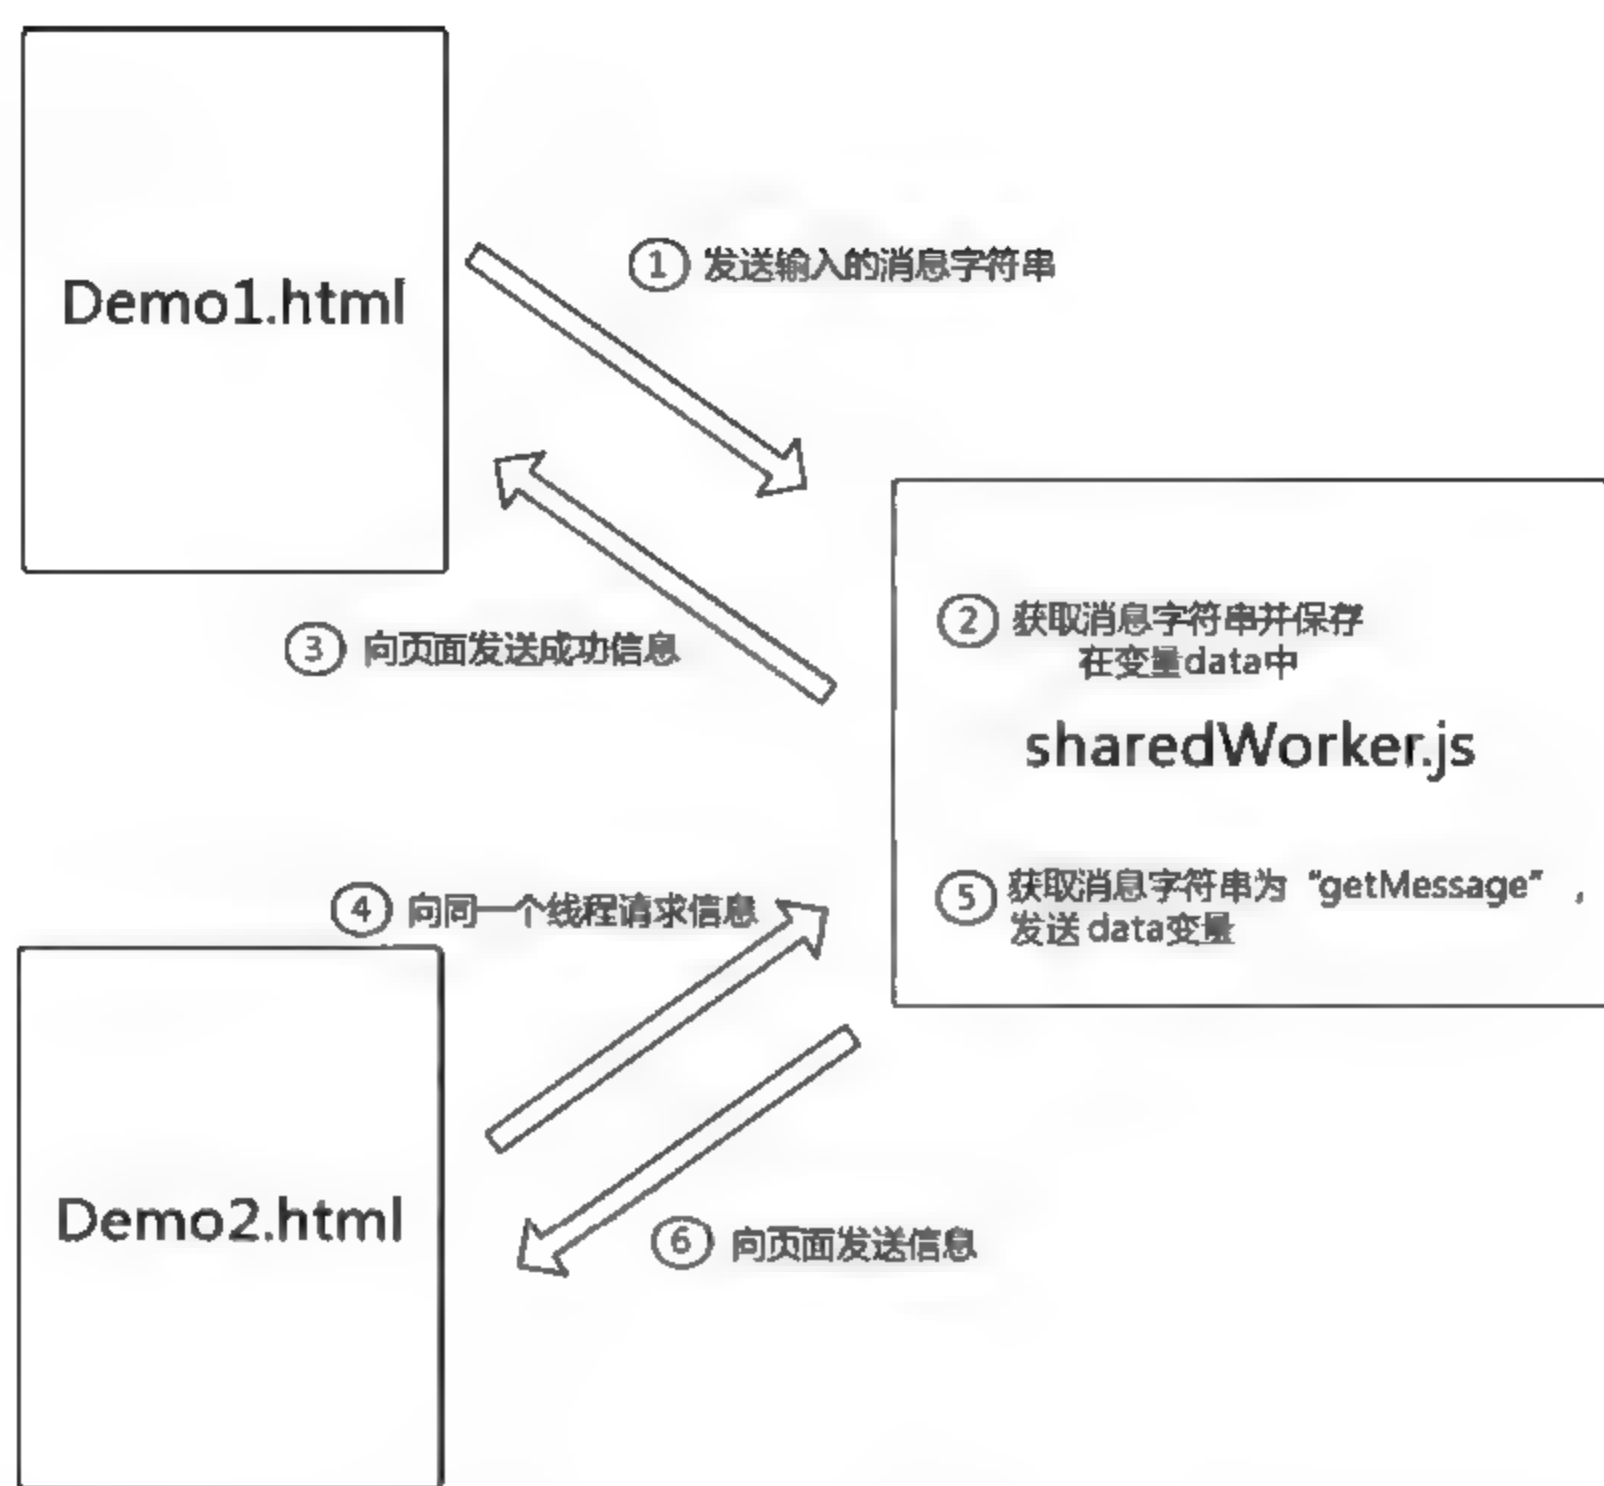 Demo1.html
① 发送输入的消息字符串
③ 向页面发送成功信息
② 获取消息字符串并保存
在变量data中
sharedWorker.js
⑤ 获取消息字符串为“getMessage”,
发送 data变量
④ 向同一个线程请求信息
Demo2.html
⑥ 向页面发送信息